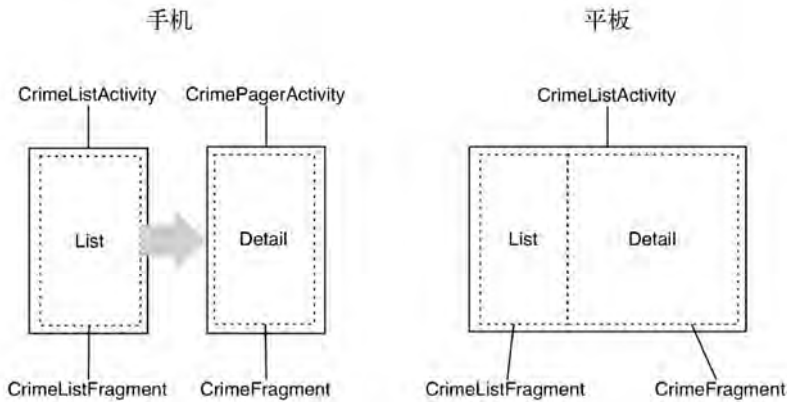 手机
平板
CrimeListActivity
CrimePagerActivity
CrimeListActivity
List
Detail
List
Detail
CrimeListFragment
CrimeFragment
CrimeListFragment
CrimeFragment